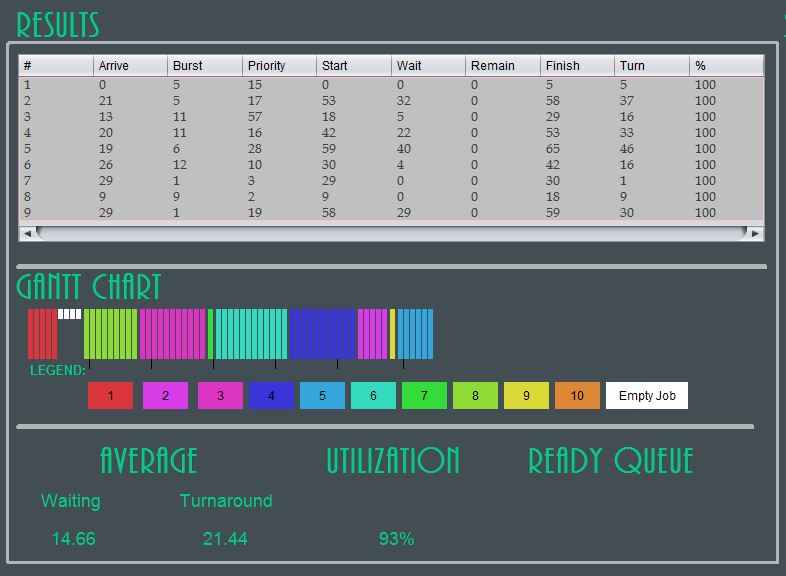 RESULTS
# Arrive Burst Priority Start Wait Remain Finish Turn %
1 0 5 15 0 0 0 5 5 100
2 21 5 17 53 32 0 58 37 100
3 13 11 57 18 5 0 29 16 100
4 20 11 16 42 22 0 53 33 100
5 19 6 28 59 40 0 65 46 100
6 26 12 10 30 4 0 42 16 100
7 29 1 3 29 0 0 30 1 100
8 9 9 2 9 0 0 18 9 100
9 29 1 19 58 29 0 59 30 100
GANTT CHART
LEGEND:
1 2 3 4 5 6 7 8 9 10 Empty Job
AVERAGE UTILIZATION READY QUEUE
Waiting Turnaround
14.66 21.44 93%